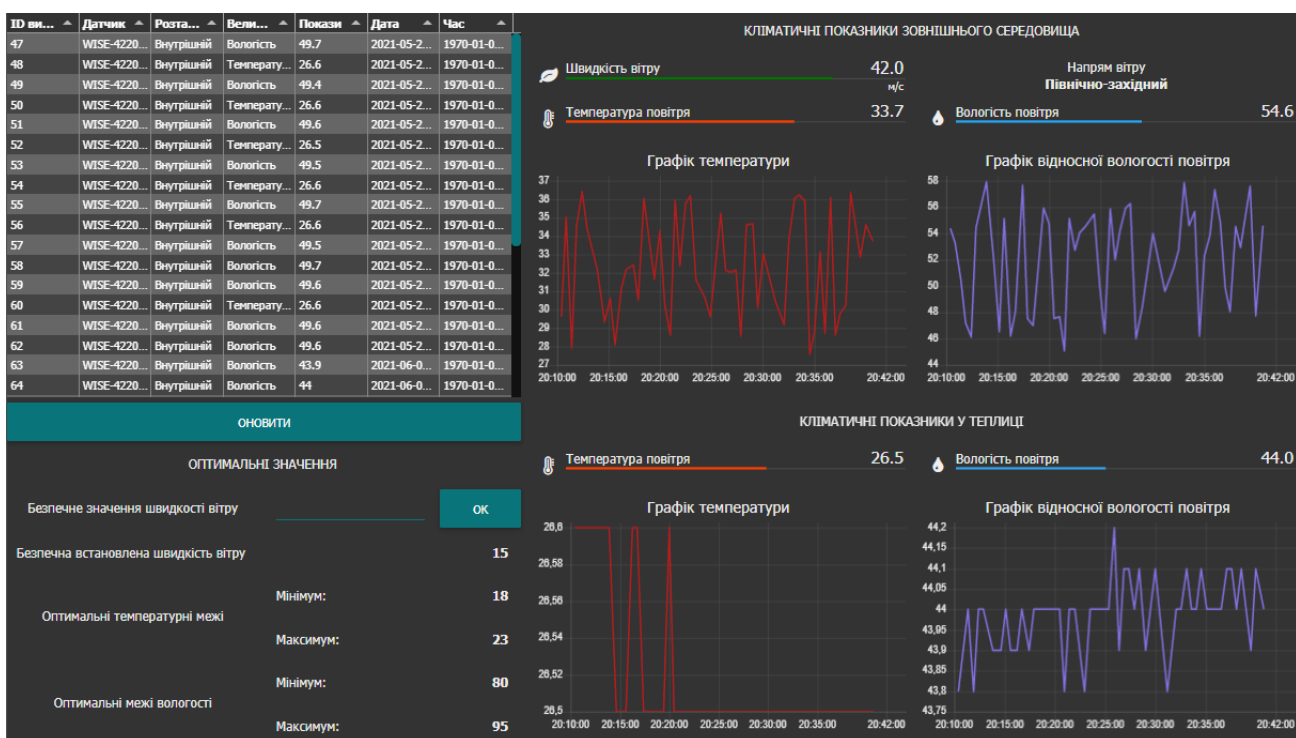 ID ви... Датчик Розта... Вели... Покази Дата Час
47 WISE-4220... Внутрішній Вологість 49.7 2021-05-2... 1970-01-0...
48 WISE-4220... Внутрішній Температу... 26.6 2021-05-2... 1970-01-0...
49 WISE-4220... Внутрішній Вологість 49.4 2021-05-2... 1970-01-0...
50 WISE-4220... Внутрішній Температу... 26.6 2021-05-2... 1970-01-0...
51 WISE-4220... Внутрішній Вологість 49.6 2021-05-2... 1970-01-0...
52 WISE-4220... Внутрішній Температу... 26.5 2021-05-2... 1970-01-0...
53 WISE-4220... Внутрішній Вологість 49.5 2021-05-2... 1970-01-0...
54 WISE-4220... Внутрішній Температу... 26.6 2021-05-2... 1970-01-0...
55 WISE-4220... Внутрішній Вологість 49.7 2021-05-2... 1970-01-0...
56 WISE-4220... Внутрішній Температу... 26.6 2021-05-2... 1970-01-0...
57 WISE-4220... Внутрішній Вологість 49.5 2021-05-2... 1970-01-0...
58 WISE-4220... Внутрішній Вологість 49.7 2021-05-2... 1970-01-0...
59 WISE-4220... Внутрішній Вологість 49.6 2021-05-2... 1970-01-0...
60 WISE-4220... Внутрішній Температу... 26.6 2021-05-2... 1970-01-0...
61 WISE-4220... Внутрішній Вологість 49.6 2021-05-2... 1970-01-0...
62 WISE-4220... Внутрішній Вологість 49.6 2021-05-2... 1970-01-0...
63 WISE-4220... Внутрішній Вологість 43.9 2021-06-0... 1970-01-0...
64 WISE-4220... Внутрішній Вологість 44 2021-06-0... 1970-01-0...
ОНОВИТИ
ОПТИМАЛЬНІ ЗНАЧЕННЯ
Безпечне значення швидкості вітру ОК
Безпечна встановлена швидкість вітру 15
Оптимальні температурні межі
Мінімум: 18
Максимум: 23
Оптимальні межі вологості
Мінімум: 80
Максимум: 95
КЛІМАТИЧНІ ПОКАЗНИКИ ЗОВНІШНЬОГО СЕРЕДОВИЩА
Швидкість вітру 42.0
м/с
Напрям вітру
Північно-західний
Температура повітря 33.7
Вологість повітря 54.6
Графік температури
37
36
35
34
33
32
31
30
29
28
27
20:10:00 20:15:00 20:20:00 20:25:00 20:30:00 20:35:00 20:42:00
Графік відносної вологості повітря
58
56
54
52
50
48
46
44
20:10:00 20:15:00 20:20:00 20:25:00 20:30:00 20:35:00 20:42:00
КЛІМАТИЧНІ ПОКАЗНИКИ У ТЕПЛИЦІ
Температура повітря 26.5
Вологість повітря 44.0
Графік температури
26,6
26,58
26,56
26,54
26,52
26,5
20:10:00 20:15:00 20:20:00 20:25:00 20:30:00 20:35:00 20:42:00
Графік відносної вологості повітря
44,2
44,15
44,1
44,05
44
43,95
43,9
43,85
43,8
43,75
20:10:00 20:15:00 20:20:00 20:25:00 20:30:00 20:35:00 20:42:00